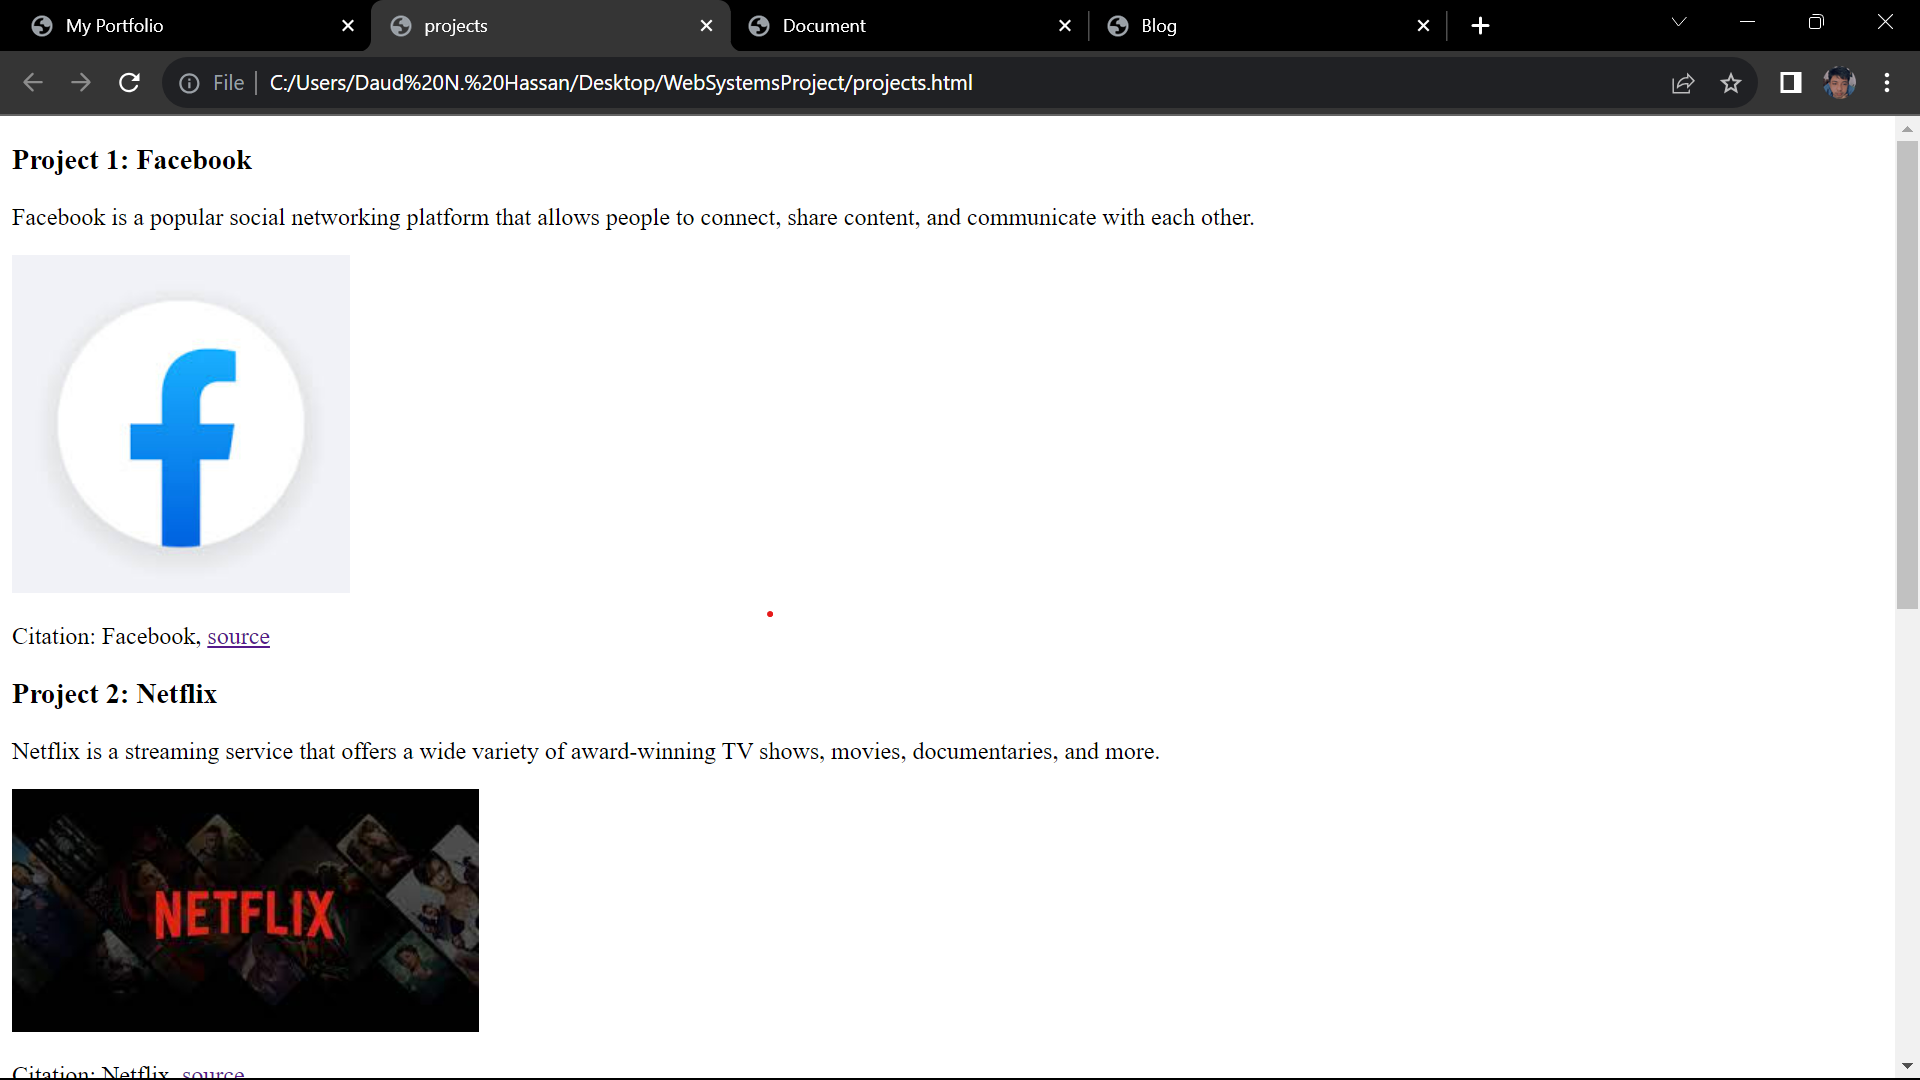 My Portfolio
projects
Document
Blog
File
C:/Users/Daud%20N.%20Hassan/Desktop/WebSystemsProject/projects.html
Project 1: Facebook
Facebook is a popular social networking platform that allows people to connect, share content, and communicate with each other.
f
Citation: Facebook, source
Project 2: Netflix
Netflix is a streaming service that offers a wide variety of award-winning TV shows, movies, documentaries, and more.
NETFLIX
Citation: Netflix, source